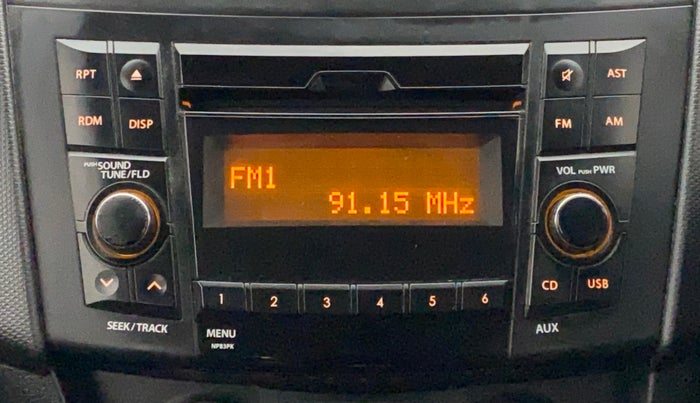 RPT
AST
RDM DISP
FM AM
PUSH SOUND
TUNE/FLD
VOL PUSH PWR
FM1
91.15 MHz
CD USB
1 2 3 4 5 6
SEEK/TRACK
MENU
NPB3PK
AUX